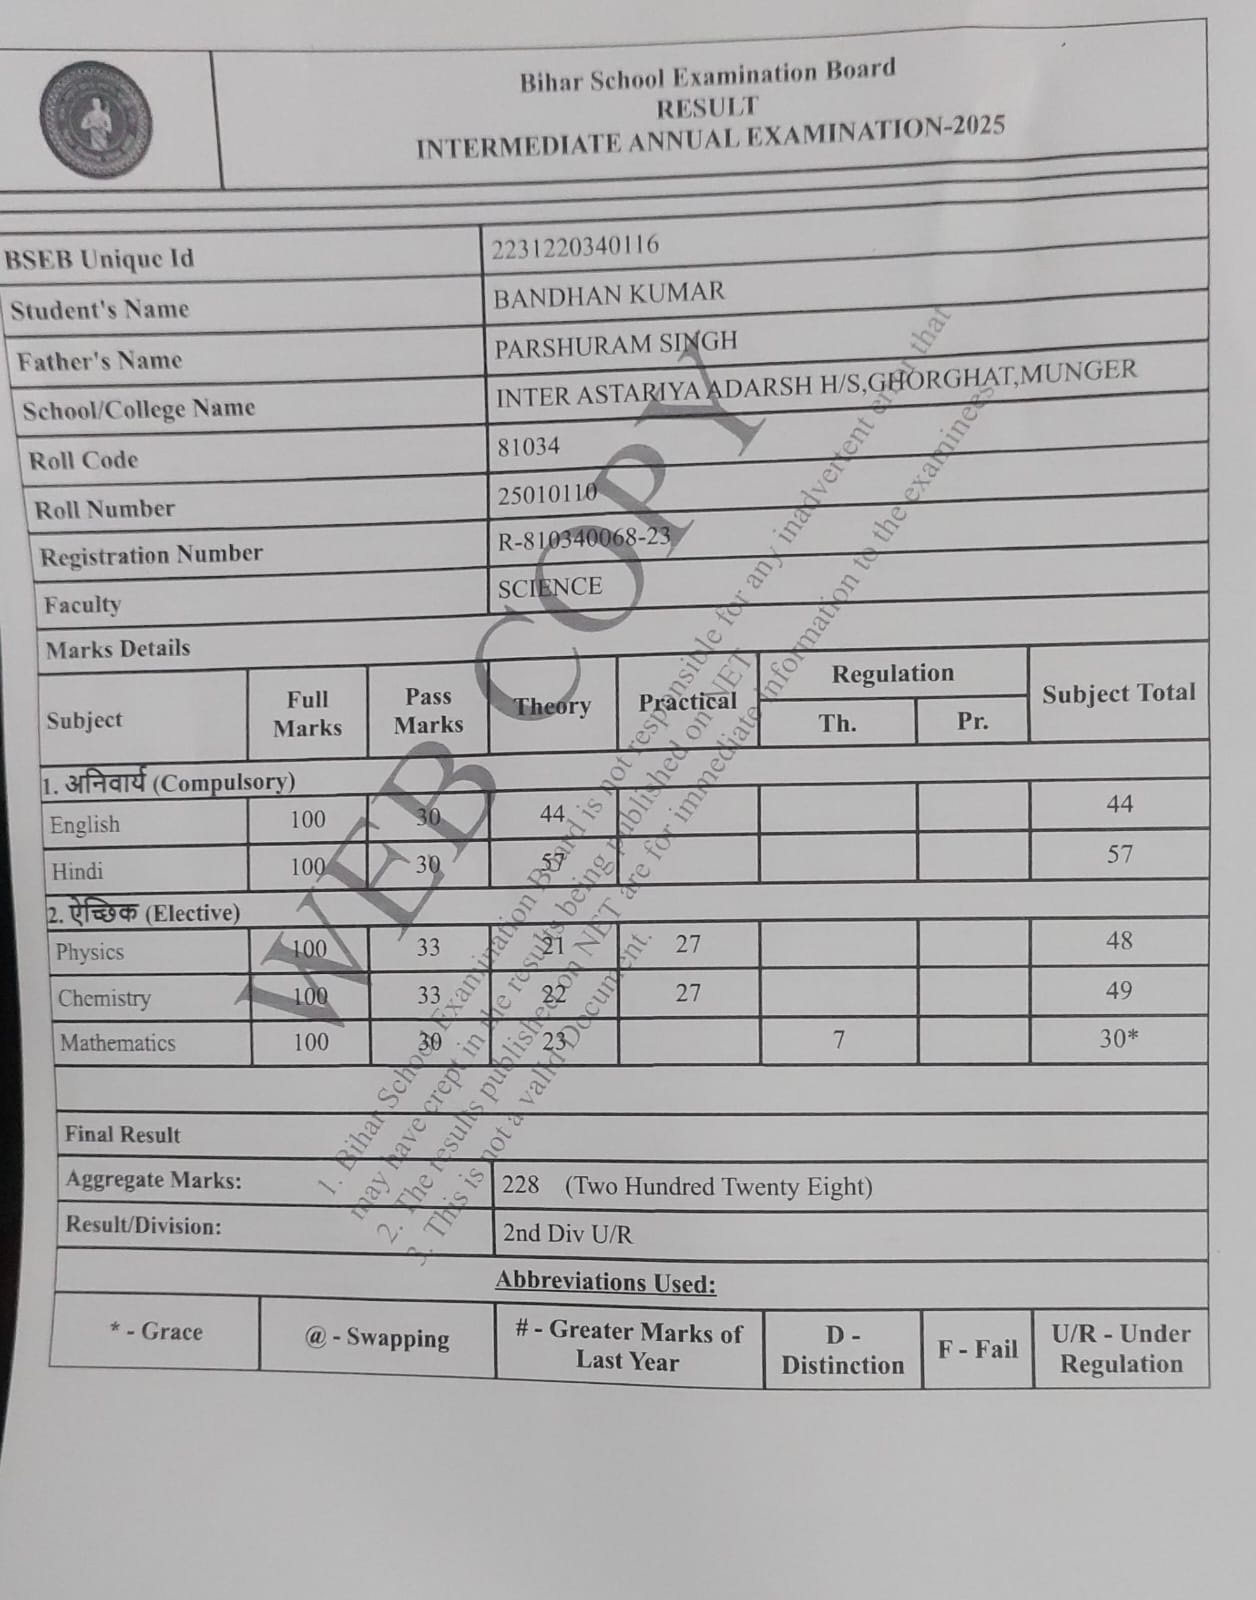 Bihar School Examination Board
RESULT
INTERMEDIATE ANNUAL EXAMINATION-2025
BSEB Unique Id 2231220340116
Student's Name BANDHAN KUMAR
Father's Name PARSHURAM SINGH
School/College Name INTER ASTARIYA ADARSH H/S,GHORGHAT,MUNGER
Roll Code 81034
Roll Number 25010110
Registration Number R-810340068-23
Faculty SCIENCE
Marks Details
Subject Full Marks Pass Marks Theory Practical Regulation Th. Pr. Subject Total
1. अनिवार्य (Compulsory)
English 100 30 44 44
Hindi 100 30 57 57
2. ऐच्छिक (Elective)
Physics 100 33 21 27 48
Chemistry 100 33 22 27 49
Mathematics 100 30 23 7 30*
Final Result
Aggregate Marks: 228 (Two Hundred Twenty Eight)
Result/Division: 2nd Div U/R
Abbreviations Used:
* - Grace @ - Swapping # - Greater Marks of Last Year D - Distinction F - Fail U/R - Under Regulation
WEB COPY
1. Bihar School Examination Board is not responsible for any inadvertent error that
may have crept in the results being published on NET.
2. The results published on NET are for immediate information to the examinees.
3. This is not a valid Document.